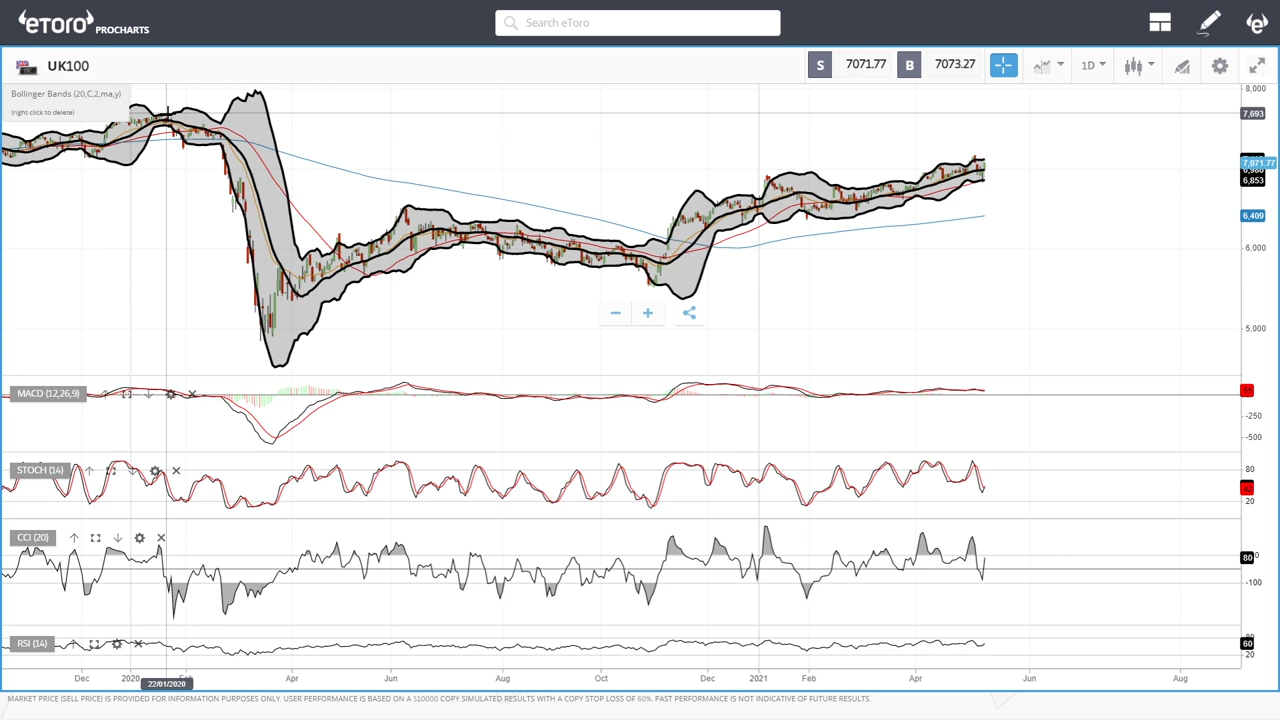 eToro PROCHARTS
Search eToro
UK100
S 7071.77 B 7073.27
1D
Bollinger Bands (20,C,2,ma,y)
(right-click to delete)
8,000
7,693
7,071.77
6,853
6,409
6,000
5,000
MACD (12,26,9)
-250
-500
STOCH (14)
80
20
CCI (20)
80
-100
RSI (14)
60
20
Dec 2020 Feb Apr Jun Aug Oct Dec 2021 Feb Apr Jun Aug
22/01/2020
MARKET PRICE (SELL PRICE) IS PROVIDED FOR INFORMATION PURPOSES ONLY. USER PERFORMANCE IS BASED ON A $10000 COPY SIMULATED RESULTS WITH A COPY STOP LOSS OF 60%. PAST PERFORMANCE IS NOT INDICATIVE OF FUTURE RESULTS.